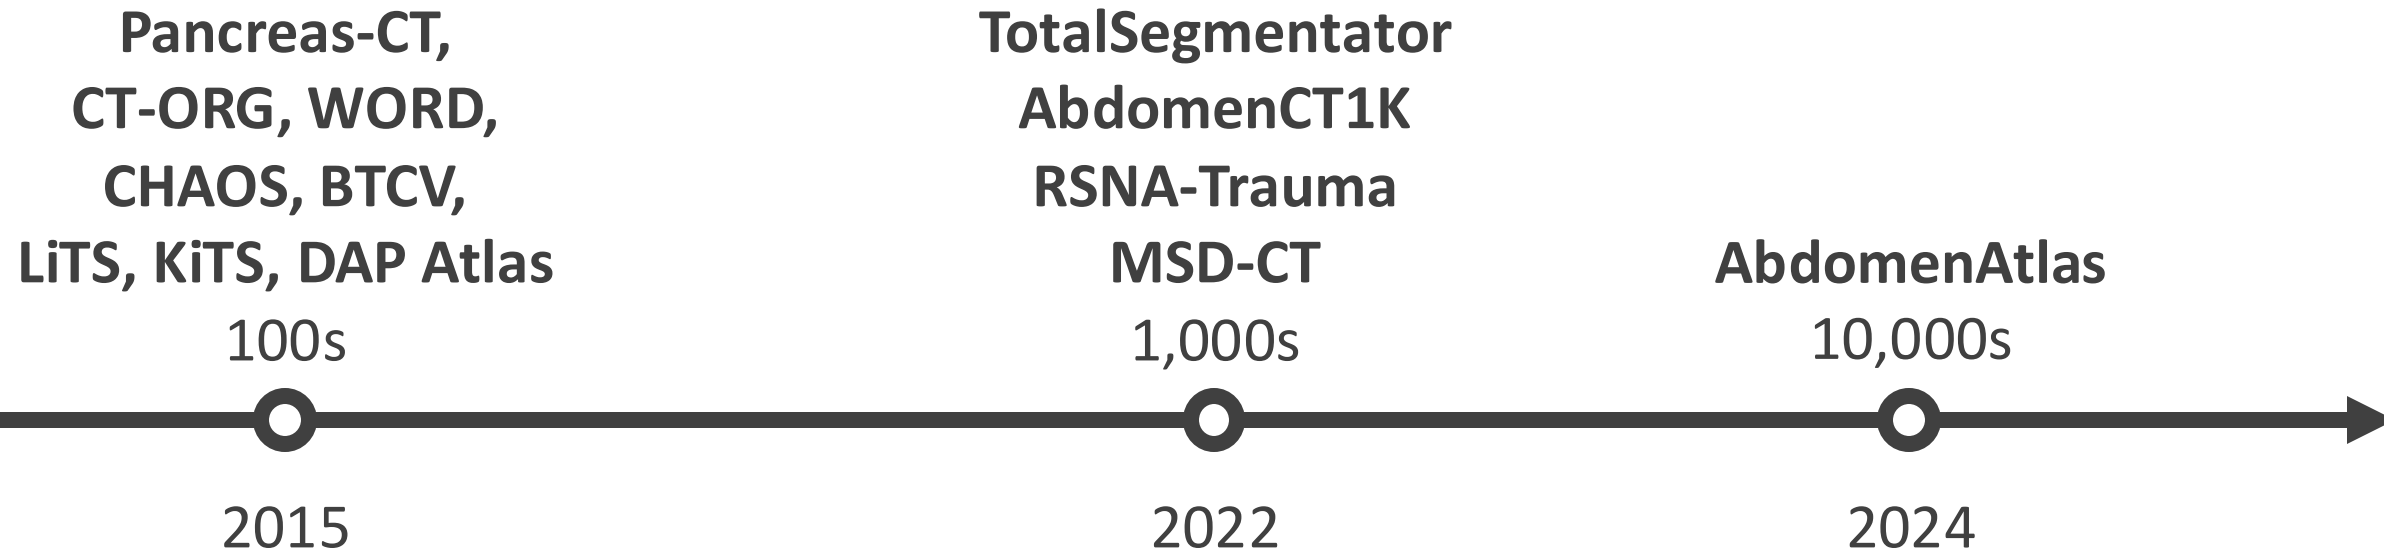 Pancreas-CT,
CT-ORG, WORD,
CHAOS, BTCV,
LiTS, KiTS, DAP Atlas
100s
2015
TotalSegmentator
AbdomenCT1K
RSNA-Trauma
MSD-CT
1,000s
2022
AbdomenAtlas
10,000s
2024